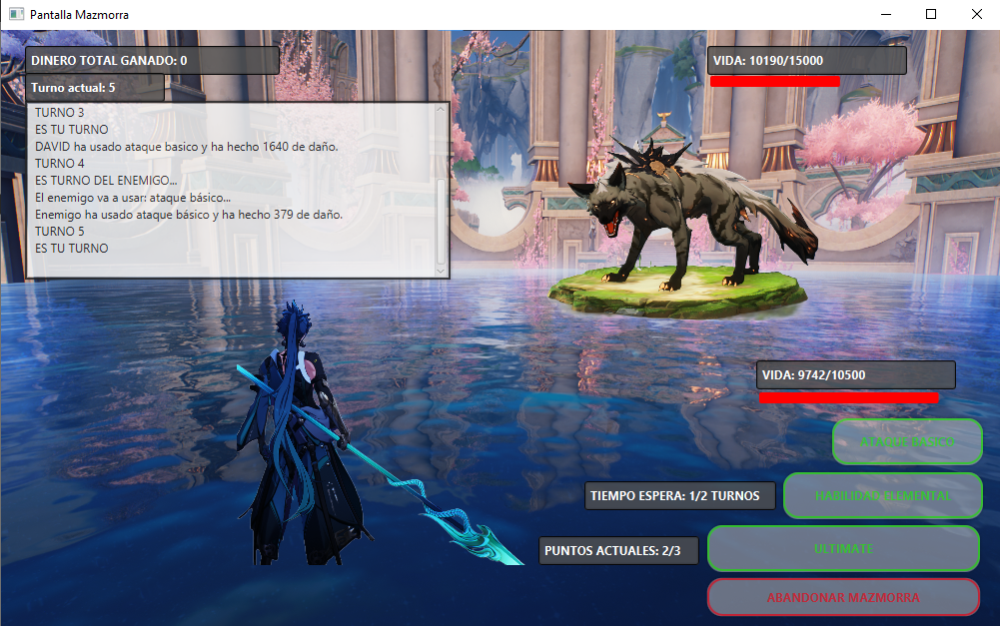 Pantalla Mazmorra
DINERO TOTAL GANADO: 0
Turno actual: 5
TURNO 3
ES TU TURNO
DAVID ha usado ataque basico y ha hecho 1640 de daño.
TURNO 4
ES TURNO DEL ENEMIGO...
El enemigo va a usar: ataque básico...
Enemigo ha usado ataque básico y ha hecho 379 de daño.
TURNO 5
ES TU TURNO
VIDA: 10190/15000
VIDA: 9742/10500
ATAQUE BASICO
TIEMPO ESPERA: 1/2 TURNOS
HABILIDAD ELEMENTAL
PUNTOS ACTUALES: 2/3
ULTIMATE
ABANDONAR MAZMORRA